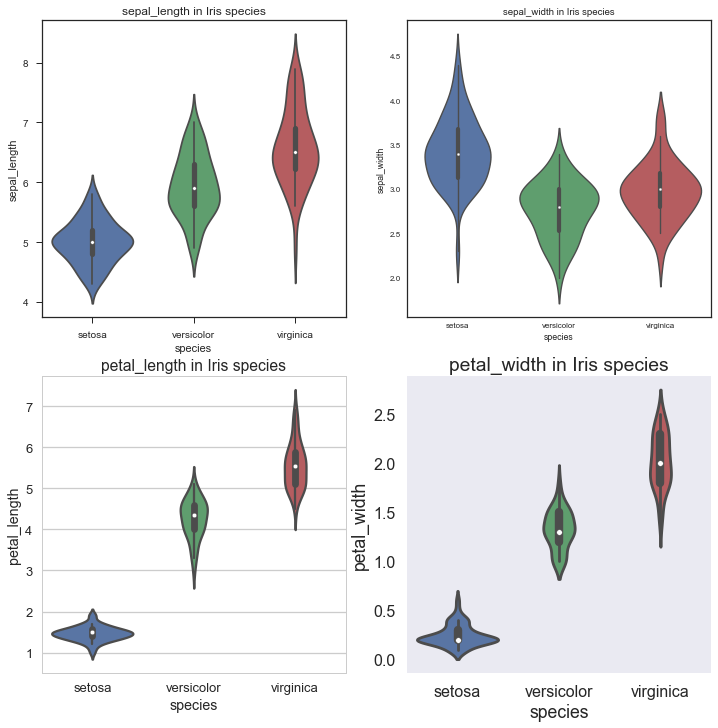 sepal_length in Iris species
sepal_length
8
7
6
5
4
setosa versicolor virginica
species
sepal_width in Iris species
sepal_width
4.5
4.0
3.5
3.0
2.5
2.0
setosa versicolor virginica
species
petal_length in Iris species
petal_length
7
6
5
4
3
2
1
setosa versicolor virginica
species
petal_width in Iris species
petal_width
2.5
2.0
1.5
1.0
0.5
0.0
setosa versicolor virginica
species